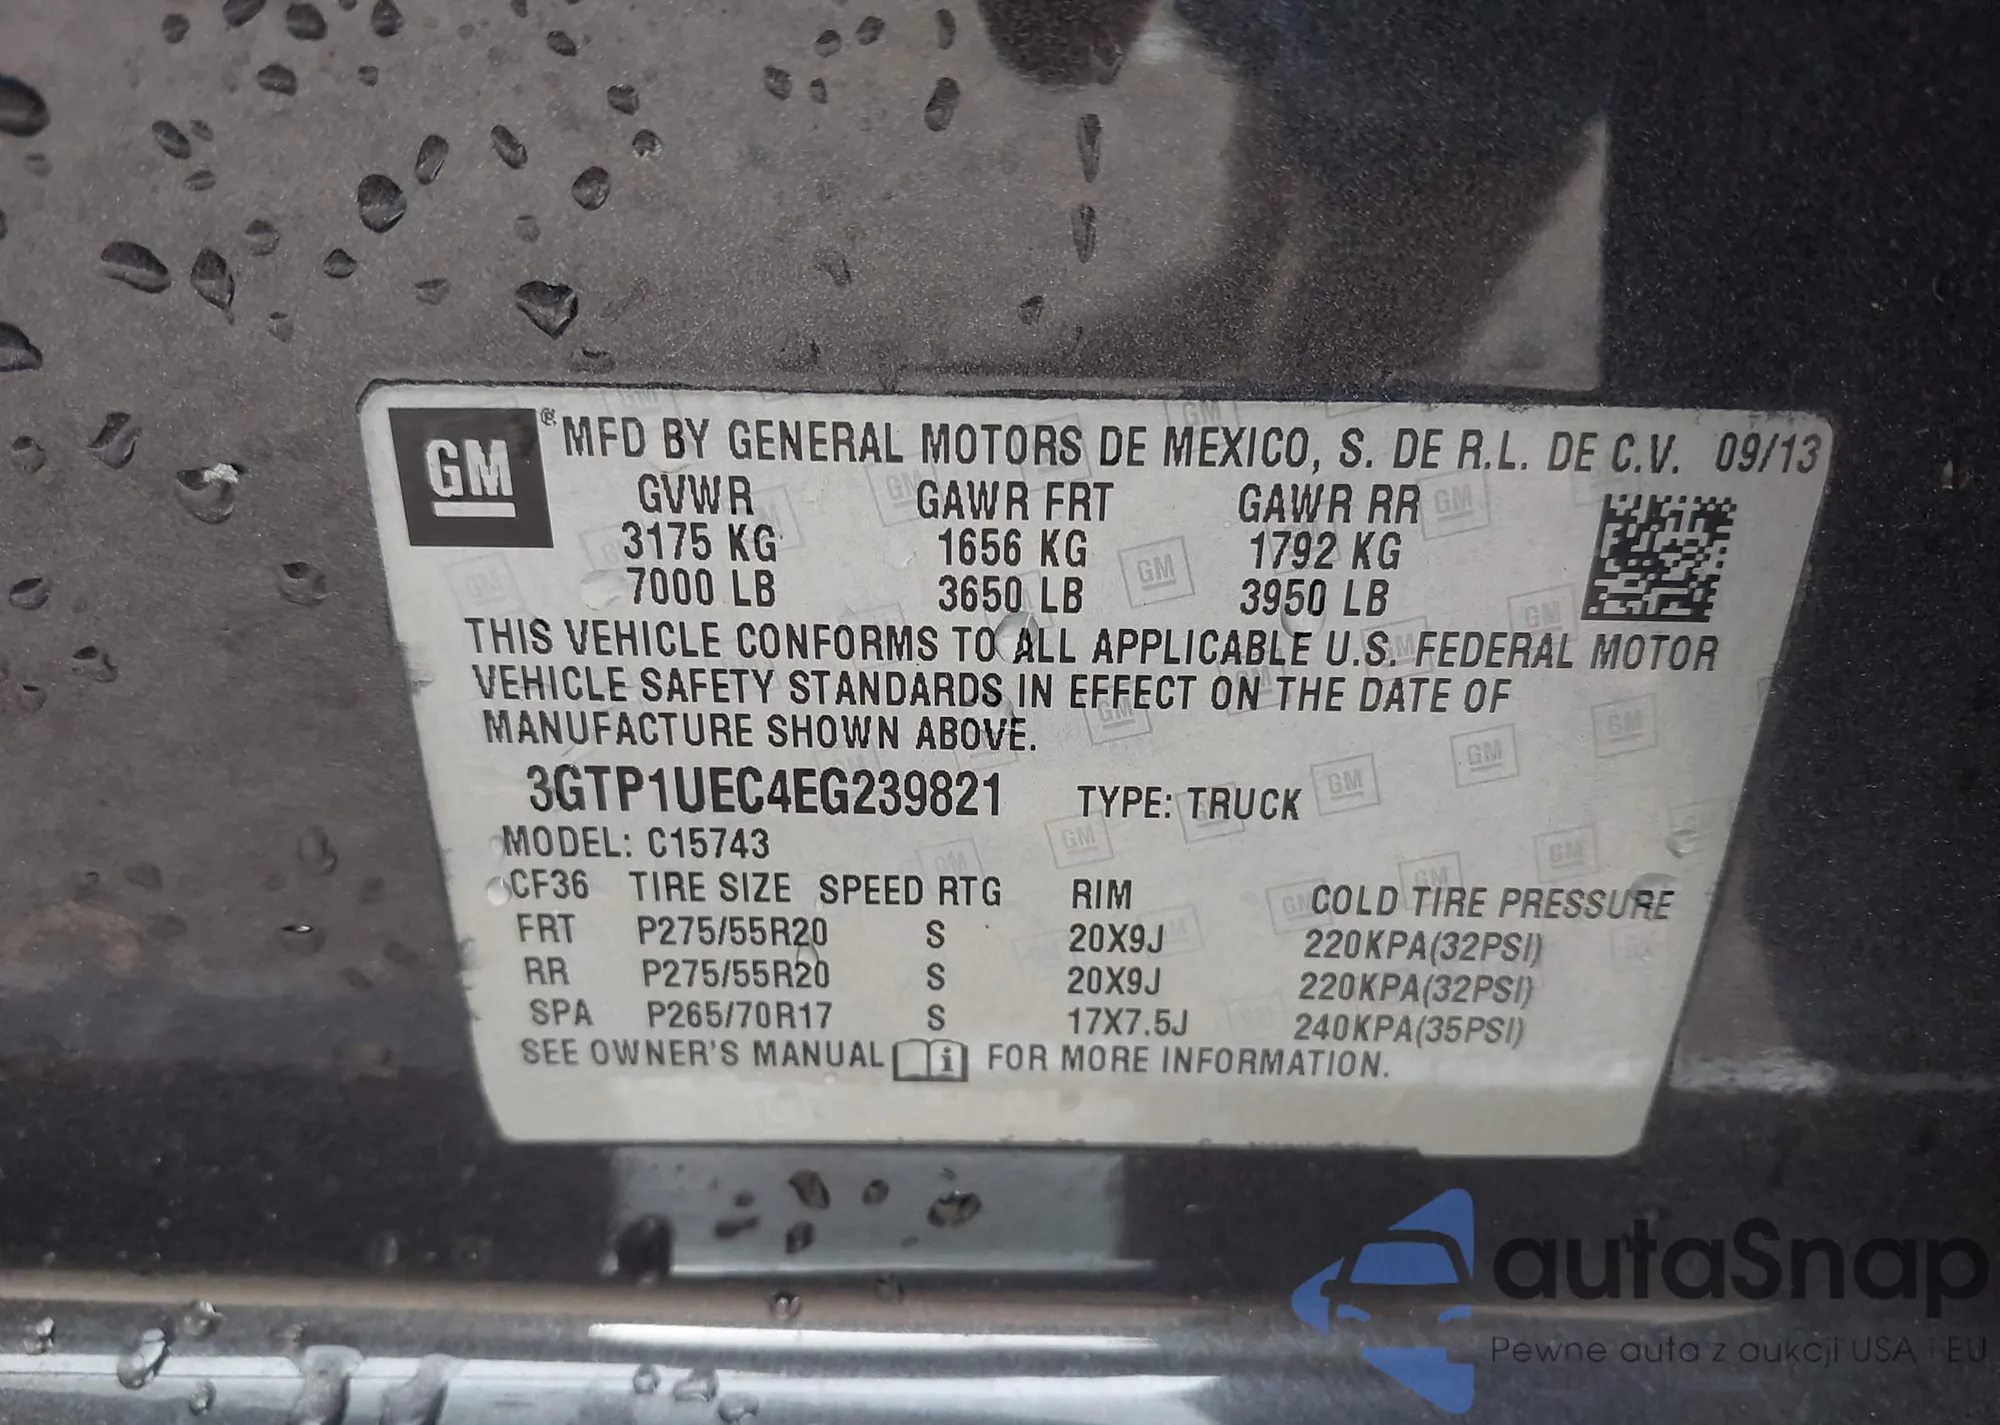 GM ® MFD BY GENERAL MOTORS DE MEXICO, S. DE R.L. DE C.V. 09/13
GVWR GAWR FRT GAWR RR
3175 KG 1656 KG 1792 KG
7000 LB 3650 LB 3950 LB
THIS VEHICLE CONFORMS TO ALL APPLICABLE U.S. FEDERAL MOTOR
VEHICLE SAFETY STANDARDS IN EFFECT ON THE DATE OF
MANUFACTURE SHOWN ABOVE.
3GTP1UEC4EG239821 TYPE: TRUCK
MODEL: C15743
CF36 TIRE SIZE SPEED RTG RIM COLD TIRE PRESSURE
FRT P275/55R20 S 20X9J 220KPA(32PSI)
RR P275/55R20 S 20X9J 220KPA(32PSI)
SPA P265/70R17 S 17X7.5J 240KPA(35PSI)
SEE OWNER'S MANUAL i FOR MORE INFORMATION.
autaSnap
Pewne auta z aukcji USA i EU